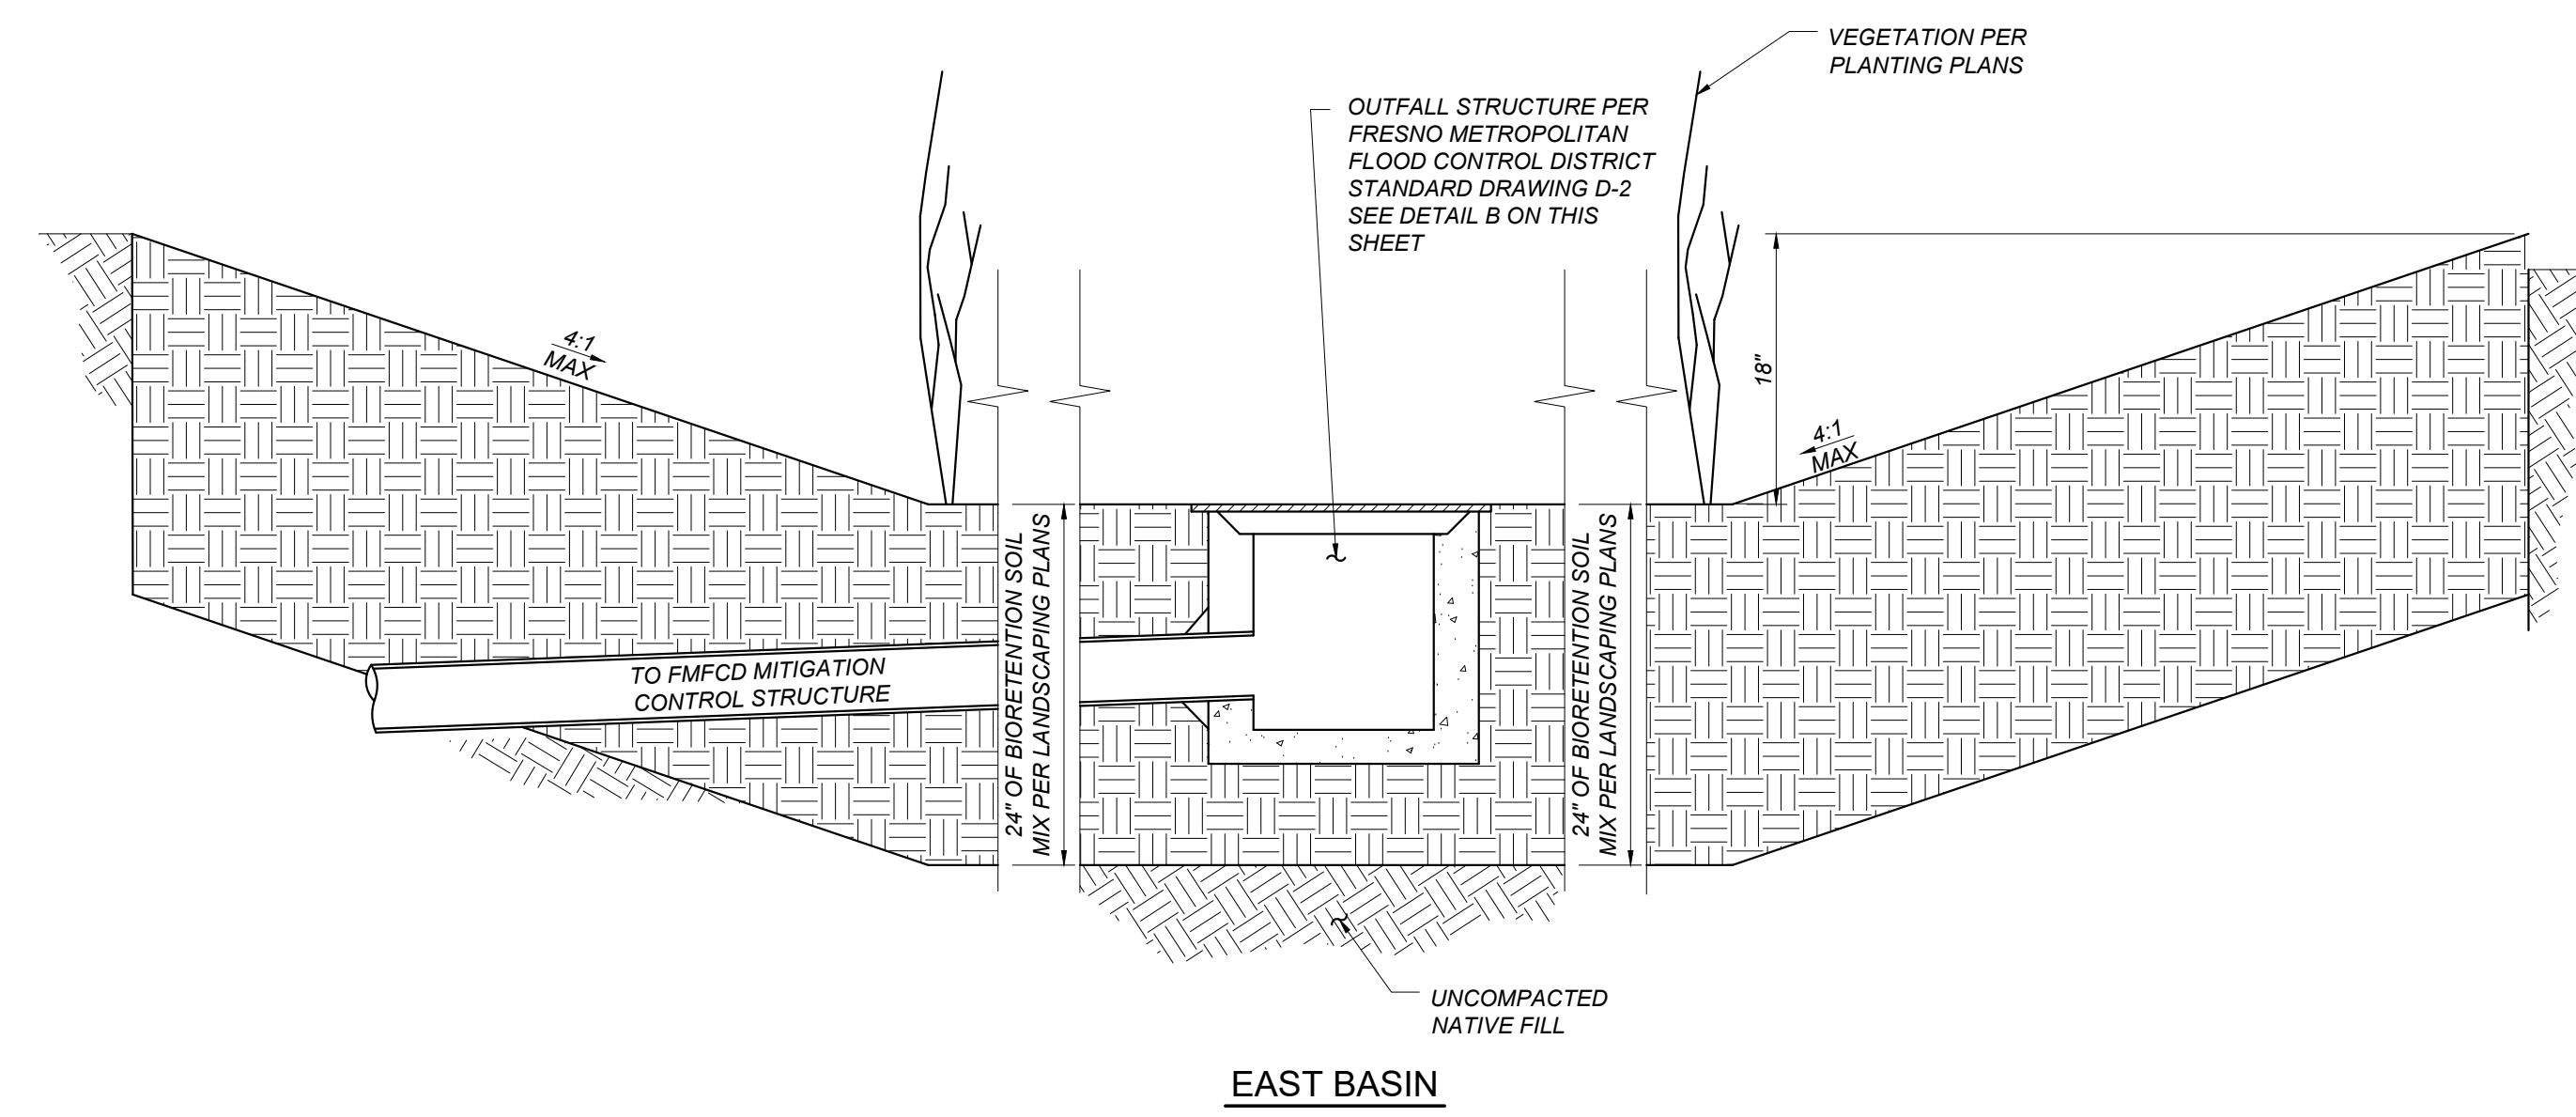 VEGETATION PER
PLANTING PLANS
OUTFALL STRUCTURE PER
FRESNO METROPOLITAN
FLOOD CONTROL DISTRICT
STANDARD DRAWING D-2
SEE DETAIL B ON THIS
SHEET
4:1
MAX
18"
4:1
MAX
24" OF BIORETENTION SOIL
MIX PER LANDSCAPING PLANS
24" OF BIORETENTION SOIL
MIX PER LANDSCAPING PLANS
TO FMFCD MITIGATION
CONTROL STRUCTURE
UNCOMPACTED
NATIVE FILL
EAST BASIN